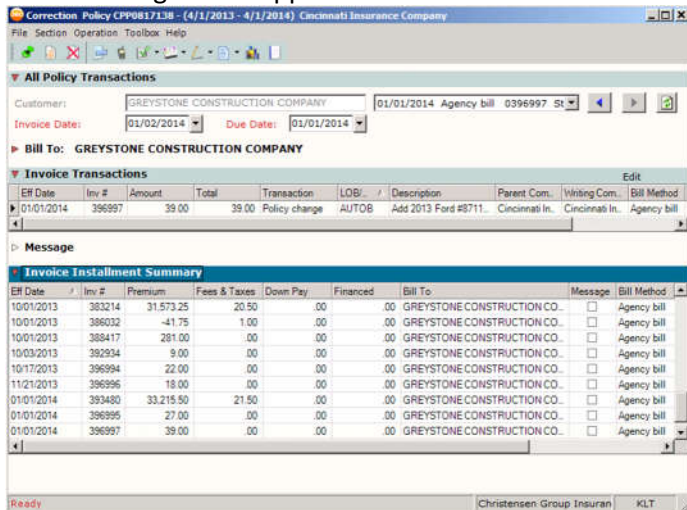 Correction Policy CPP0817138 - (4/1/2013 - 4/1/2014) Cincinnati Insurance Company
File Section Operation Toolbox Help
All Policy Transactions
Customer: GREYSTONE CONSTRUCTION COMPANY 01/01/2014 Agency bill 0396997 St
Invoice Date: 01/02/2014 Due Date: 01/01/2014
Bill To: GREYSTONE CONSTRUCTION COMPANY
Invoice Transactions Edit
Eff Date Inv # Amount Total Transaction LOB/... / Description Parent Com... Writing Com... Bill Method
01/01/2014 396997 39.00 39.00 Policy change AUTOB Add 2013 Ford #8711... Cincinnati In... Cincinnati In... Agency bill
Message
Invoice Installment Summary
Eff Date / Inv # Premium Fees & Taxes Down Pay Financed Bill To Message Bill Method
10/01/2013 383214 31,573.25 20.50 .00 .00 GREYSTONE CONSTRUCTION CO... Agency bill
10/01/2013 386032 -41.75 1.00 .00 .00 GREYSTONE CONSTRUCTION CO... Agency bill
10/01/2013 388417 281.00 .00 .00 .00 GREYSTONE CONSTRUCTION CO... Agency bill
10/03/2013 392934 9.00 .00 .00 .00 GREYSTONE CONSTRUCTION CO... Agency bill
10/17/2013 396994 22.00 .00 .00 .00 GREYSTONE CONSTRUCTION CO... Agency bill
11/21/2013 396996 18.00 .00 .00 .00 GREYSTONE CONSTRUCTION CO... Agency bill
01/01/2014 393480 33,215.50 21.50 .00 .00 GREYSTONE CONSTRUCTION CO... Agency bill
01/01/2014 396995 27.00 .00 .00 .00 GREYSTONE CONSTRUCTION CO... Agency bill
01/01/2014 396997 39.00 .00 .00 .00 GREYSTONE CONSTRUCTION CO... Agency bill
Ready Christensen Group Insuran KLT